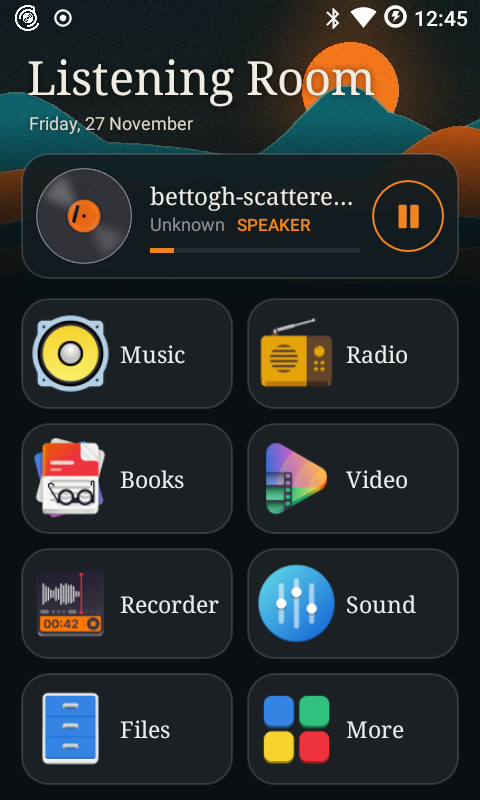 12:45
Listening Room
Friday, 27 November
bettogh-scattere...
Unknown SPEAKER
Music
Radio
Books
Video
Recorder
00:42
Sound
Files
More